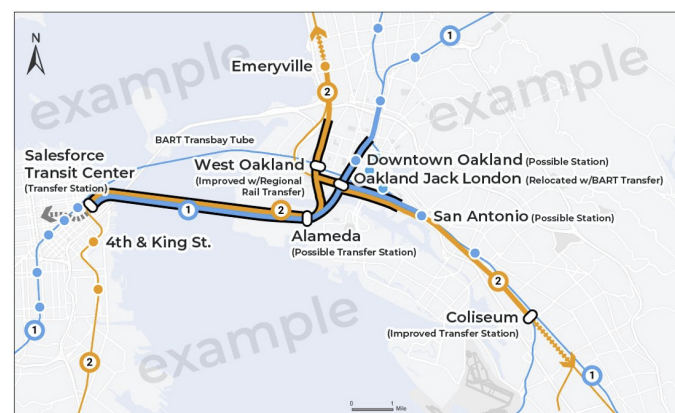 N
1
Emeryville
2
example
example
BART Transbay Tube
Salesforce
Transit Center
(Transfer Station)
West Oakland
(Improved w/Regional
Rail Transfer)
Downtown Oakland (Possible Station)
Oakland Jack London (Relocated w/BART Transfer)
1
2
San Antonio (Possible Station)
4th & King St.
Alameda
(Possible Transfer Station)
2
example
Coliseum
(Improved Transfer Station)
1
2
1
0 1
Mile